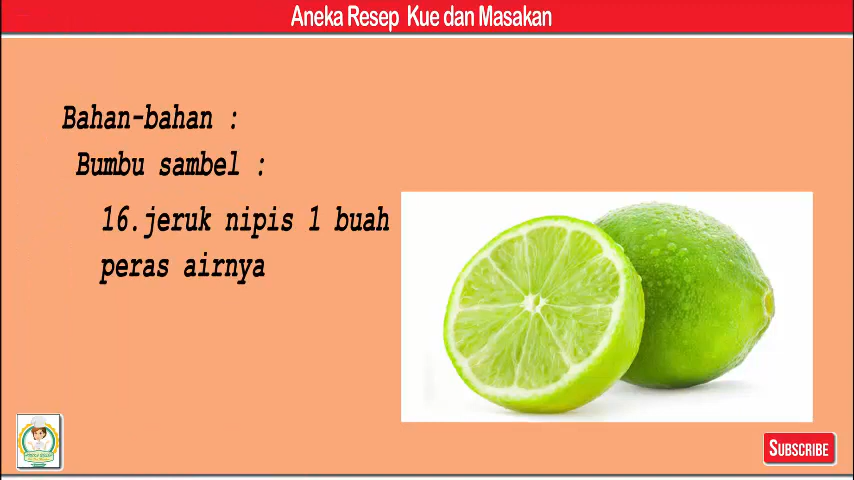 Aneka Resep Kue dan Masakan
Bahan-bahan :
Bumbu sambel :
16.jeruk nipis 1 buah
peras airnya
SUBSCRIBE